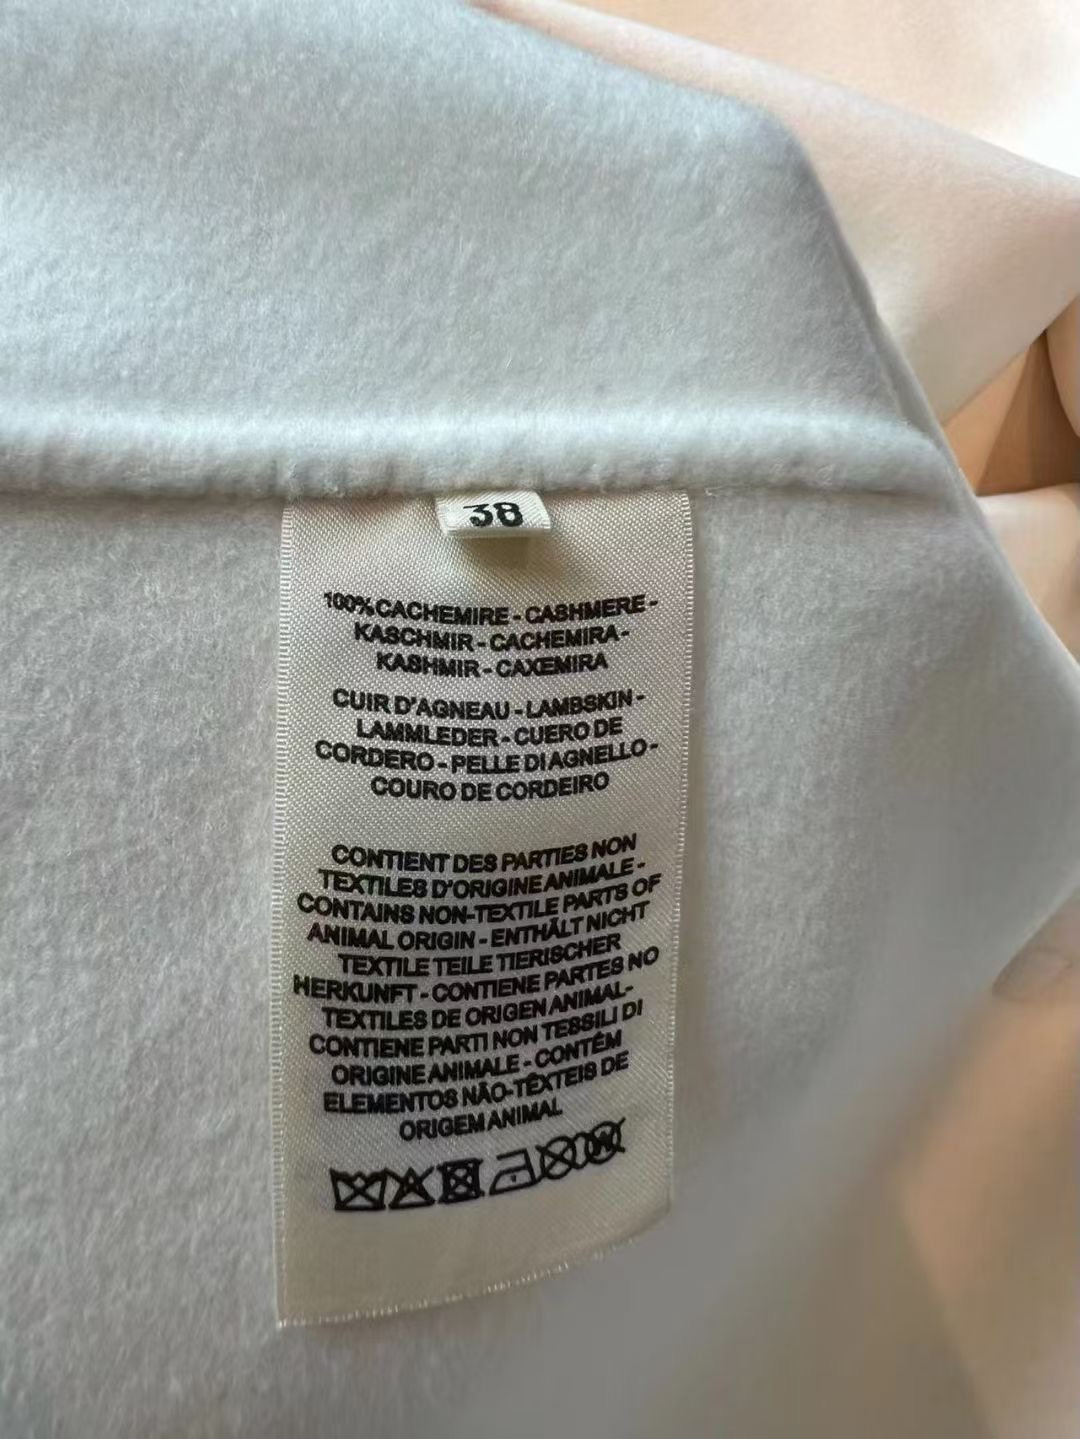 38
100% CACHEMIRE - CASHMERE -
KASCHMIR - CACHEMIRA -
KASHMIR - CAXEMIRA
CUIR D'AGNEAU - LAMBSKIN -
LAMMLEDER - CUERO DE
CORDERO - PELLE DI AGNELLO -
COURO DE CORDEIRO
CONTIENT DES PARTIES NON
TEXTILES D'ORIGINE ANIMALE -
CONTAINS NON-TEXTILE PARTS OF
ANIMAL ORIGIN - ENTHÄLT NICHT
TEXTILE TEILE TIERISCHER
HERKUNFT - CONTIENE PARTES NO
TEXTILES DE ORIGEN ANIMAL-
CONTIENE PARTI NON TESSILI DI
ORIGINE ANIMALE - CONTÉM
ELEMENTOS NÃO-TÊXTEIS DE
ORIGEM ANIMAL
W